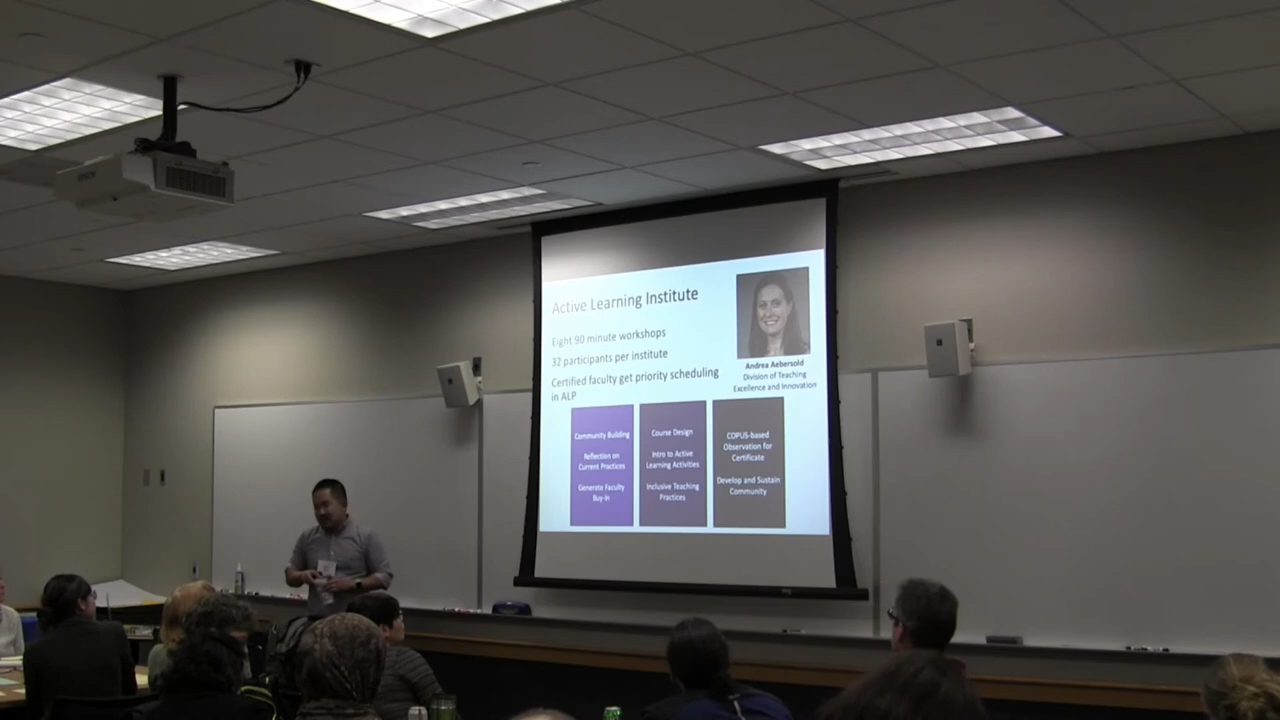 Active Learning Institute
Eight 90 minute workshops
32 participants per institute
Certified faculty get priority scheduling
in ALP
Andrea Aebersold
Division of Teaching
Excellence and Innovation
Community Building
Reflection on
Current Practices
Generate Faculty
Buy-in
Course Design
Intro to Active
Learning Activities
Inclusive Teaching
Practices
COPUS-based
Observation for
Certificate
Develop and Sustain
Community